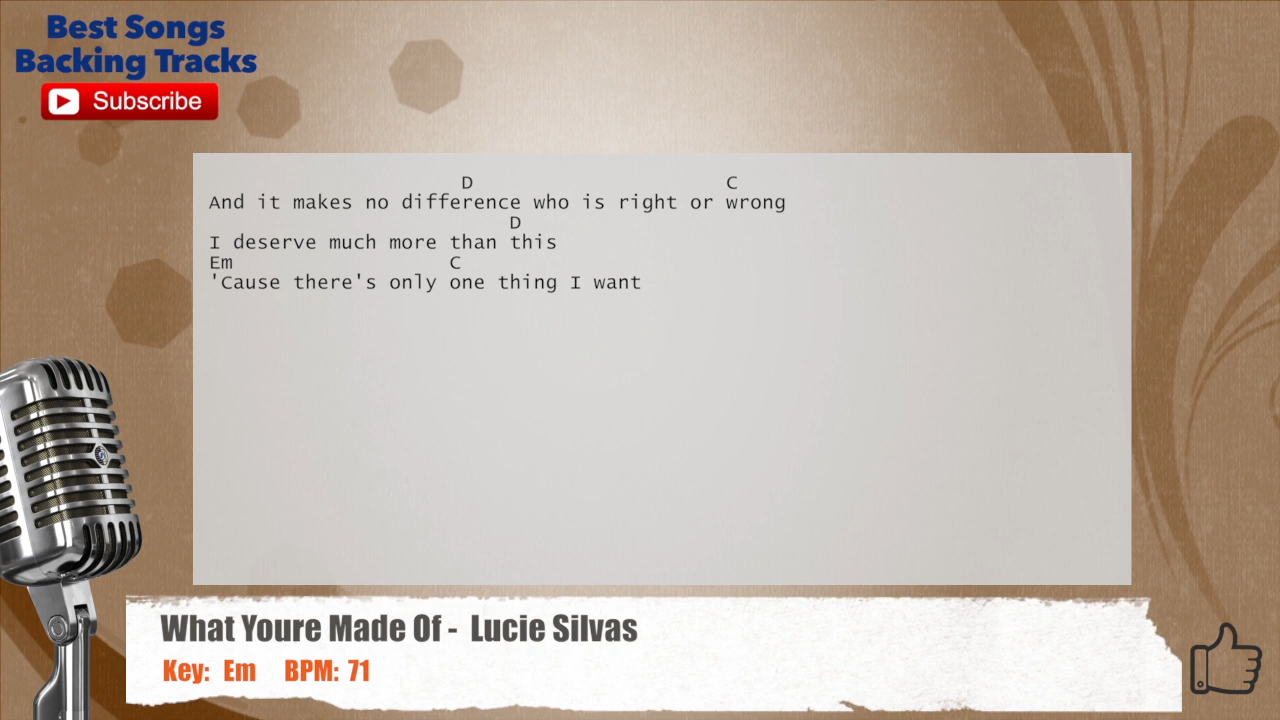 Best Songs
Backing Tracks
Subscribe
D C
And it makes no difference who is right or wrong
D
I deserve much more than this
Em C
'Cause there's only one thing I want
What Youre Made Of - Lucie Silvas
Key: Em BPM: 71